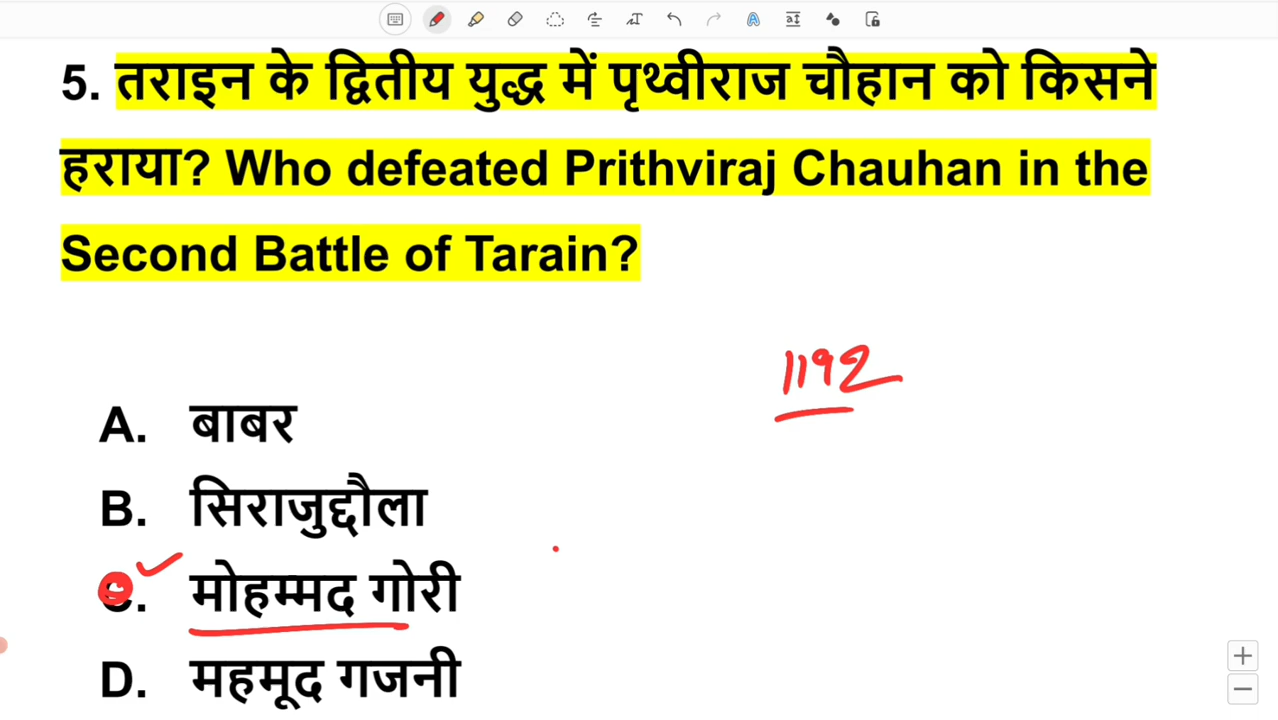 5. तराइन के द्वितीय युद्ध में पृथ्वीराज चौहान को किसने
हराया? Who defeated Prithviraj Chauhan in the
Second Battle of Tarain?
1192
A. बाबर
B. सिराजुद्दौला
C. मोहम्मद गोरी
D. महमूद गजनी